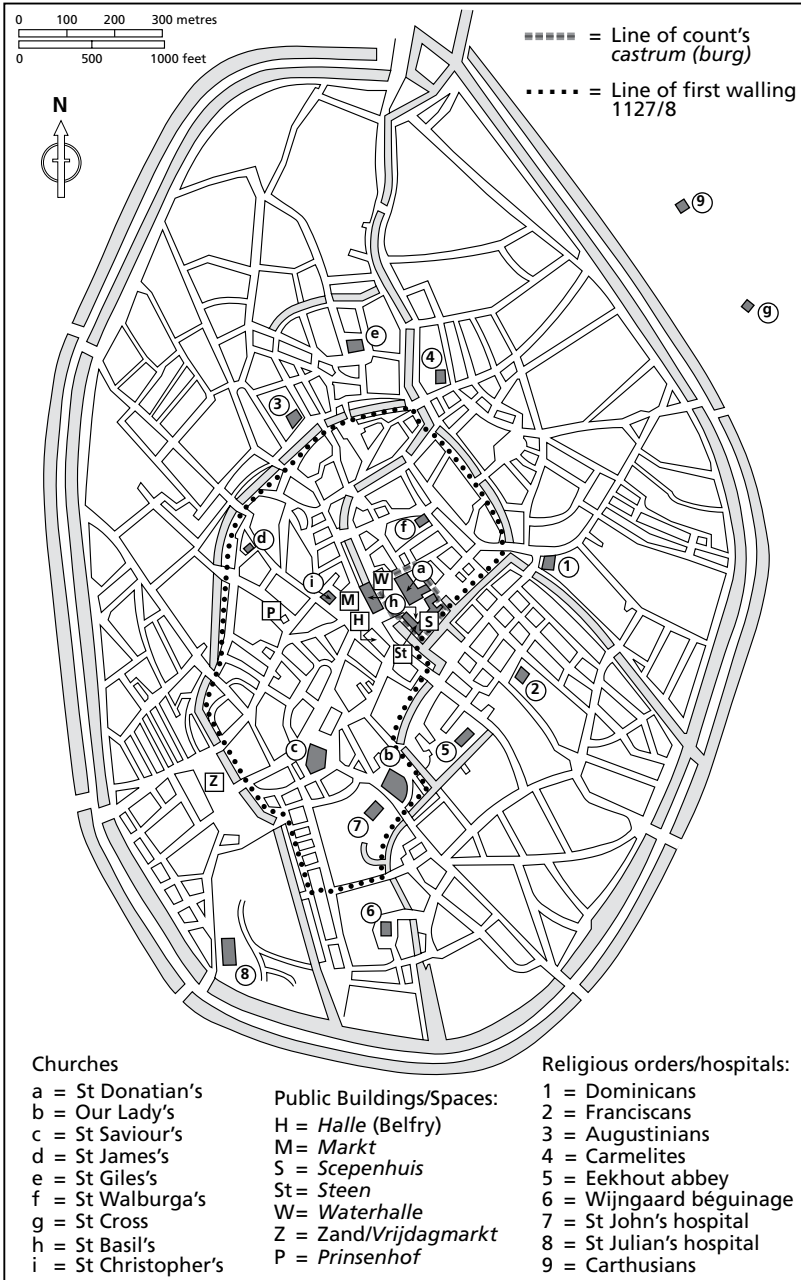 0 100 200 300 metres
0 500 1000 feet
N
= Line of count's
castrum (burg)
= Line of first walling
1127/8
9
g
e
4
3
f
d
1
W
a
i
M
h
P
H
S
St
2
c
5
b
Z
7
6
8
Churches
a = St Donatian's
b = Our Lady's
c = St Saviour's
d = St James's
e = St Giles's
f = St Walburga's
g = St Cross
h = St Basil's
i = St Christopher's
Public Buildings/Spaces:
H = Halle (Belfry)
M = Markt
S = Scepenhuis
St = Steen
W = Waterhalle
Z = Zand/Vrijdagmarkt
P = Prinsenhof
Religious orders/hospitals:
1 = Dominicans
2 = Franciscans
3 = Augustinians
4 = Carmelites
5 = Eekhout abbey
6 = Wijngaard béguinage
7 = St John's hospital
8 = St Julian's hospital
9 = Carthusians